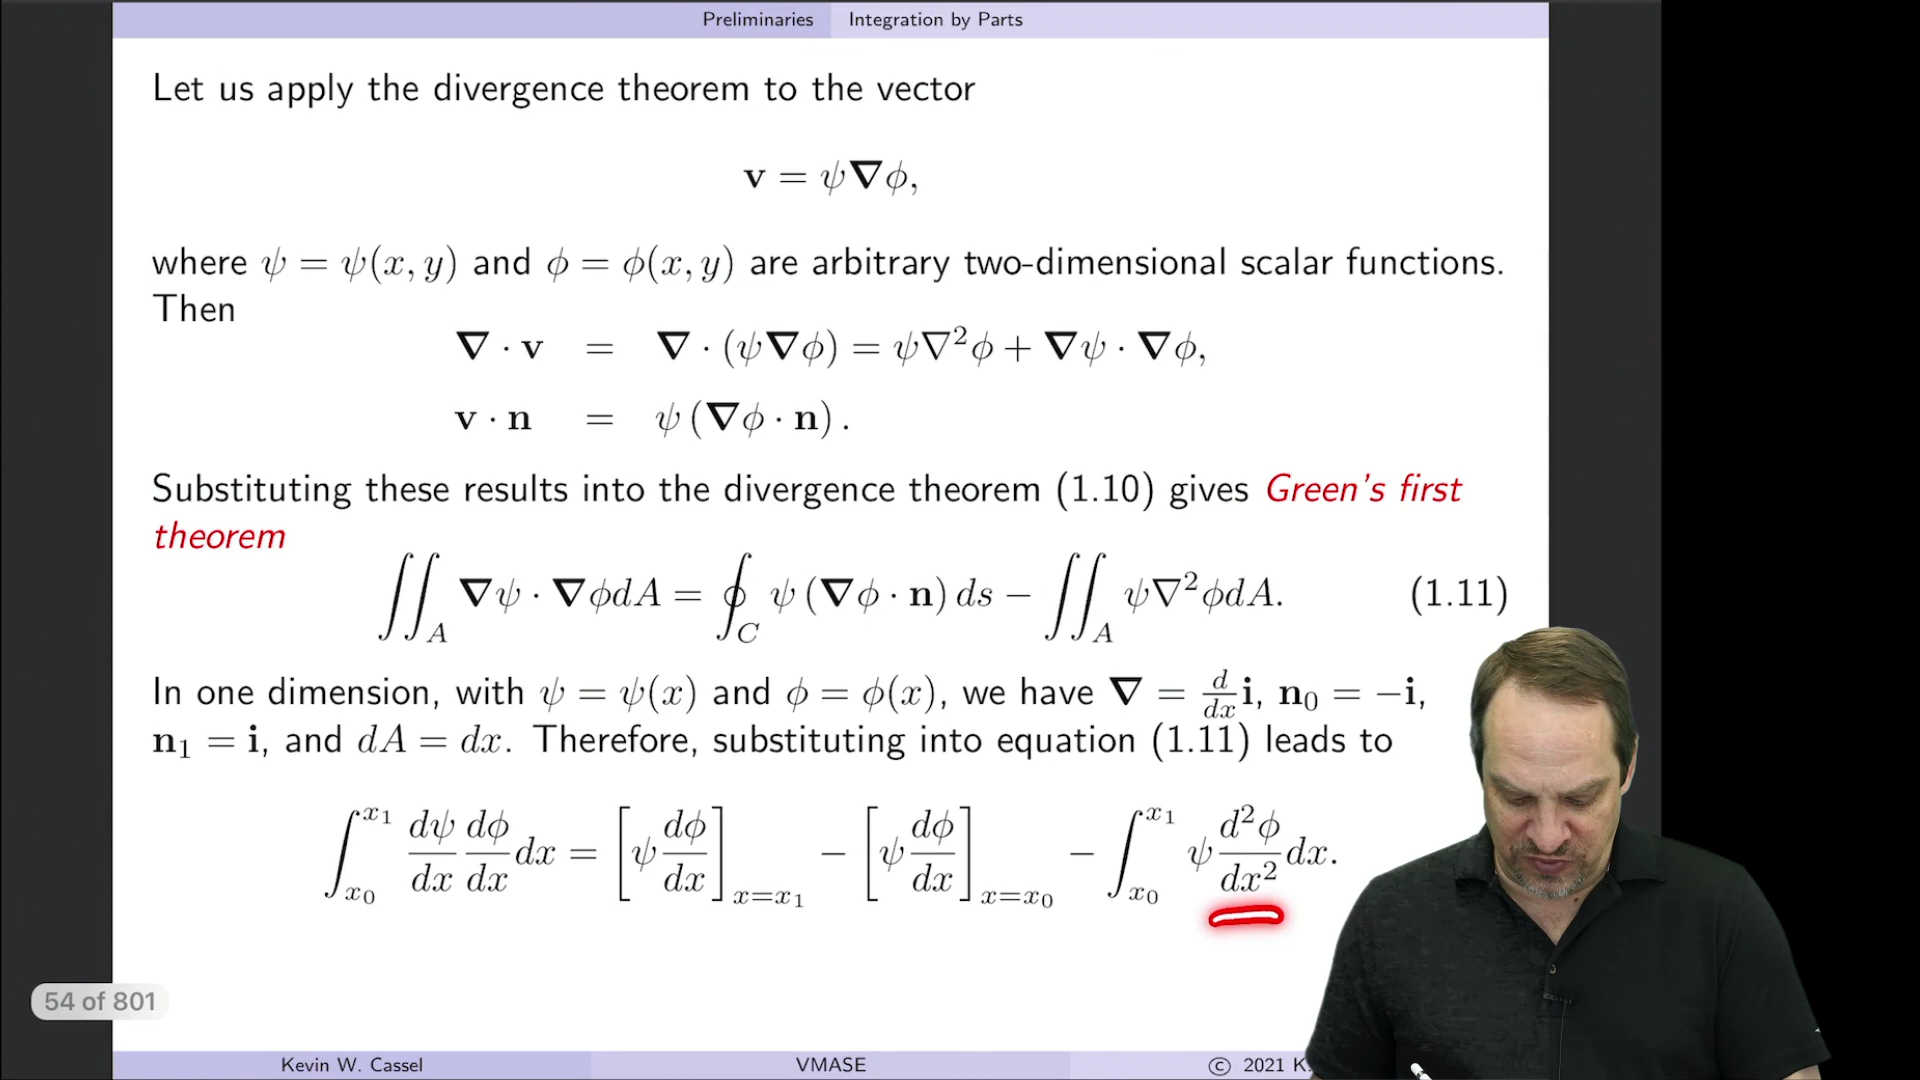 Preliminaries Integration by Parts
Let us apply the divergence theorem to the vector
v = ψ∇ϕ,
where ψ = ψ(x, y) and ϕ = ϕ(x, y) are arbitrary two-dimensional scalar functions.
Then
∇ · v = ∇ · (ψ∇ϕ) = ψ∇²ϕ + ∇ψ · ∇ϕ,
v · n = ψ (∇ϕ · n) .
Substituting these results into the divergence theorem (1.10) gives Green's first
theorem
∬_A ∇ψ · ∇ϕdA = ∮_C ψ (∇ϕ · n) ds − ∬_A ψ∇²ϕdA. (1.11)
In one dimension, with ψ = ψ(x) and ϕ = ϕ(x), we have ∇ = d/dx i, n₀ = −i,
n₁ = i, and dA = dx. Therefore, substituting into equation (1.11) leads to
∫_{x₀}^{x₁} dψ/dx dϕ/dx dx = [ψ dϕ/dx]_{x=x₁} − [ψ dϕ/dx]_{x=x₀} − ∫_{x₀}^{x₁} ψ d²ϕ/dx² dx.
54 of 801
Kevin W. Cassel VMASE © 2021 K.